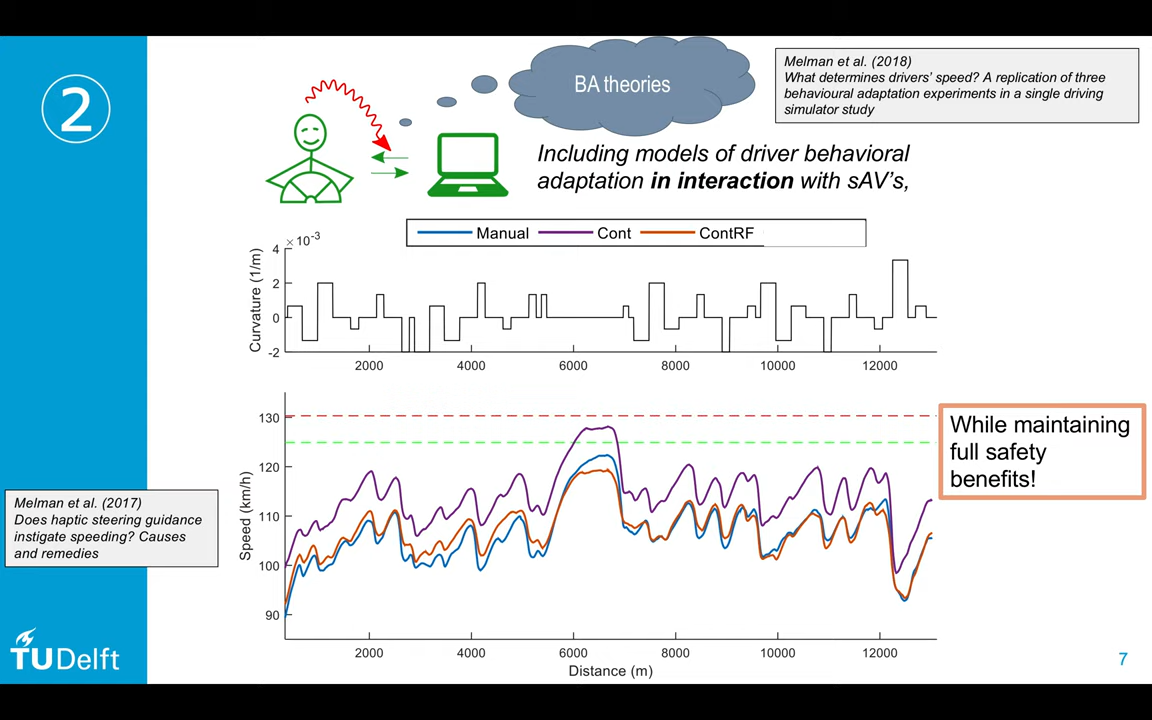 2
BA theories
Melman et al. (2018)
What determines drivers' speed? A replication of three
behavioural adaptation experiments in a single driving
simulator study
Including models of driver behavioral
adaptation in interaction with sAV's,
Manual
Cont
ContRF
×10-3
Curvature (1/m)
4
2
0
-2
2000
4000
6000
8000
10000
12000
Speed (km/h)
130
120
110
100
90
2000
4000
6000
8000
10000
12000
Distance (m)
While maintaining
full safety
benefits!
Melman et al. (2017)
Does haptic steering guidance
instigate speeding? Causes
and remedies
TUDelft
7